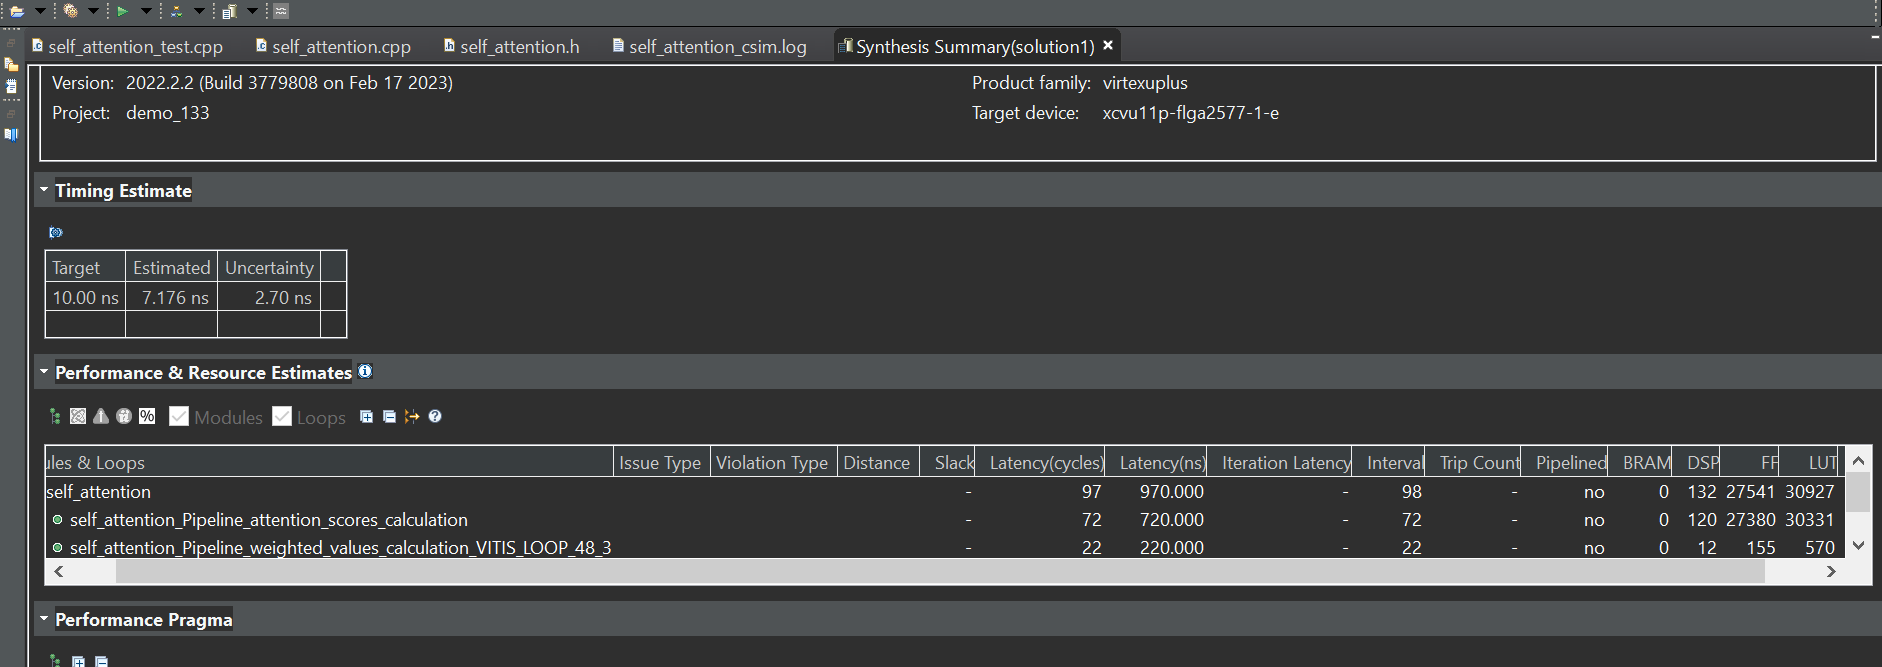 self_attention_test.cpp self_attention.cpp self_attention.h self_attention_csim.log Synthesis Summary(solution1)
Version: 2022.2.2 (Build 3779808 on Feb 17 2023) Product family: virtexuplus
Project: demo_133 Target device: xcvu11p-flga2577-1-e
Timing Estimate
Target Estimated Uncertainty
10.00 ns 7.176 ns 2.70 ns
Performance & Resource Estimates
% Modules Loops
ules & Loops Issue Type Violation Type Distance Slack Latency(cycles) Latency(ns) Iteration Latency Interval Trip Count Pipelined BRAM DSP FF LUT
self_attention - 97 970.000 - 98 - no 0 132 27541 30927
self_attention_Pipeline_attention_scores_calculation - 72 720.000 - 72 - no 0 120 27380 30331
self_attention_Pipeline_weighted_values_calculation_VITIS_LOOP_48_3 - 22 220.000 - 22 - no 0 12 155 570
Performance Pragma